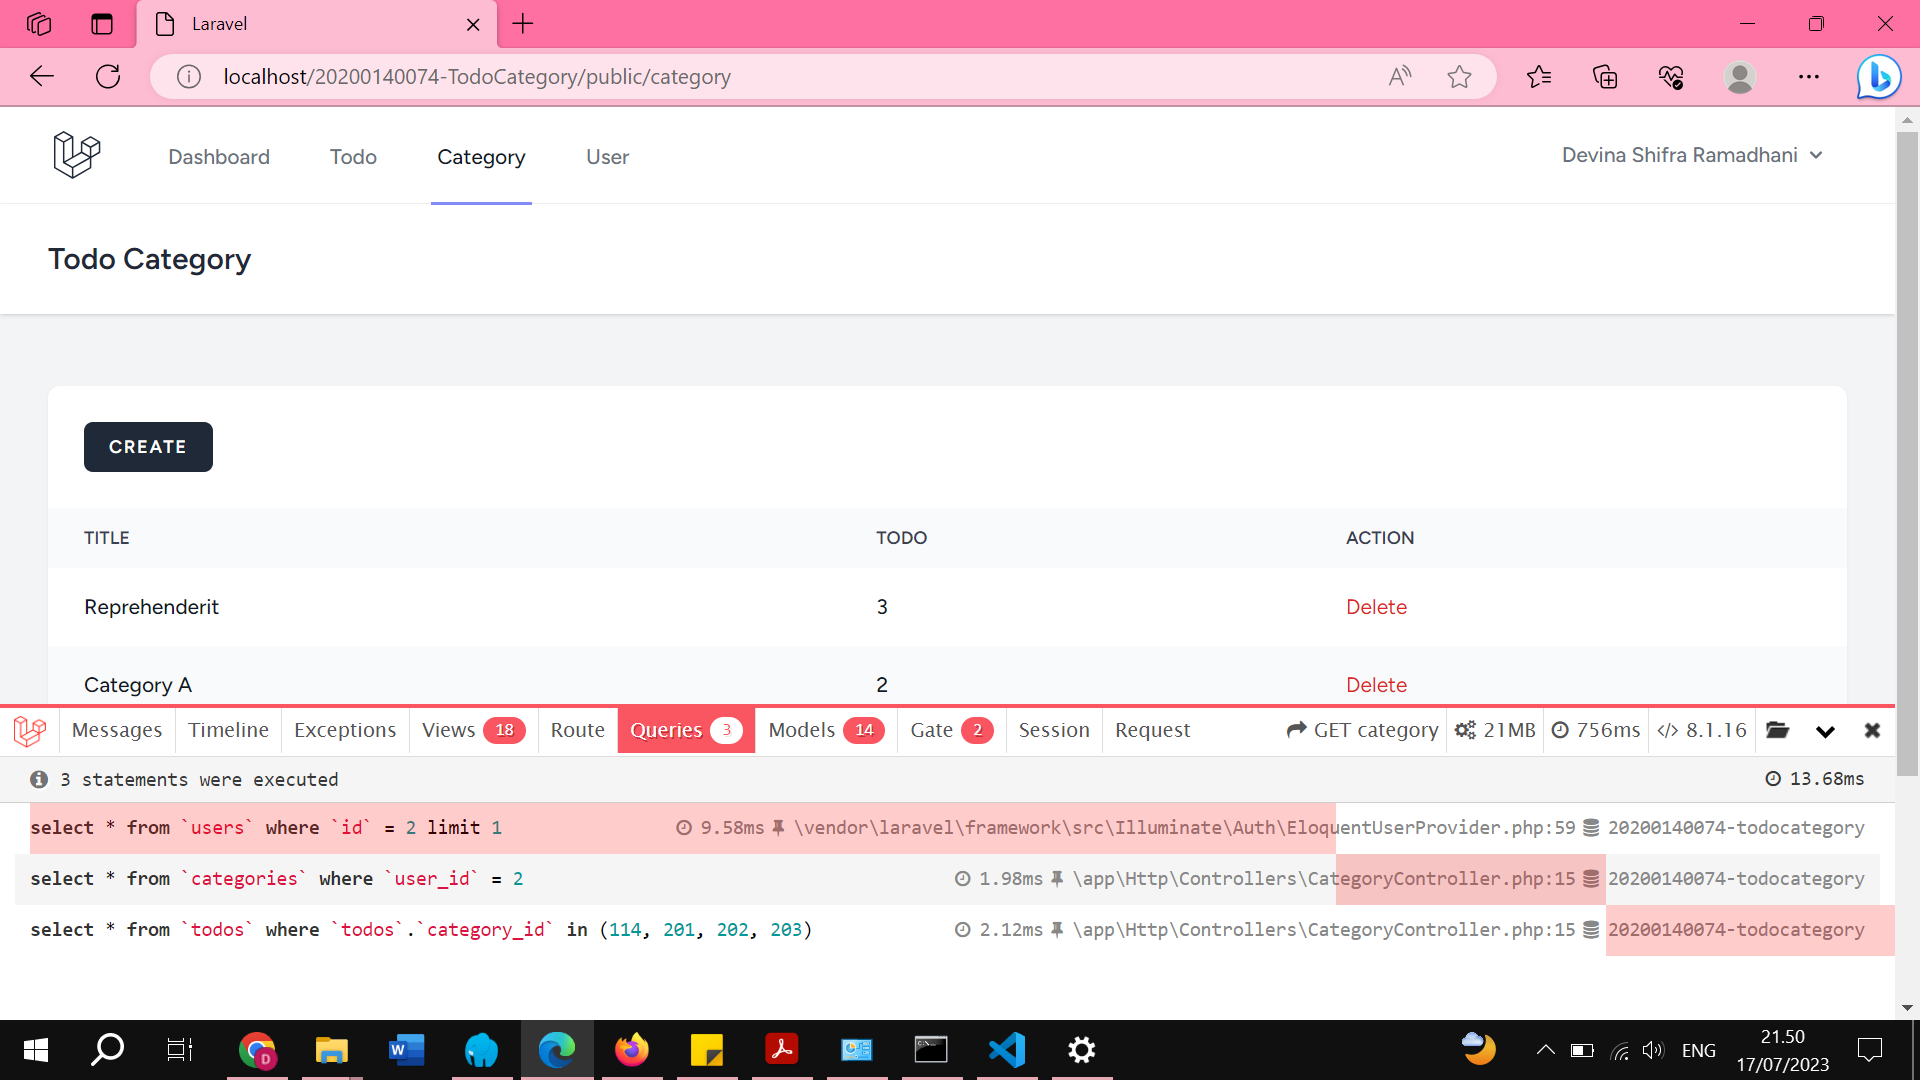 Laravel
localhost/20200140074-TodoCategory/public/category
Dashboard Todo Category User Devina Shifra Ramadhani
Todo Category
CREATE
TITLE TODO ACTION
Reprehenderit 3 Delete
Category A 2 Delete
Messages Timeline Exceptions Views 18 Route Queries 3 Models 14 Gate 2 Session Request GET category 21MB 756ms </> 8.1.16
3 statements were executed 13.68ms
select * from `users` where `id` = 2 limit 1 9.58ms \vendor\laravel\framework\src\Illuminate\Auth\EloquentUserProvider.php:59 20200140074-todocategory
select * from `categories` where `user_id` = 2 1.98ms \app\Http\Controllers\CategoryController.php:15 20200140074-todocategory
select * from `todos` where `todos`.`category_id` in (114, 201, 202, 203) 2.12ms \app\Http\Controllers\CategoryController.php:15 20200140074-todocategory
ENG
21.50
17/07/2023